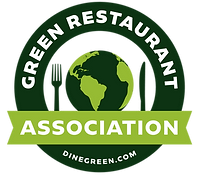 GREEN RESTAURANT
ASSOCIATION
DINEGREEN.COM